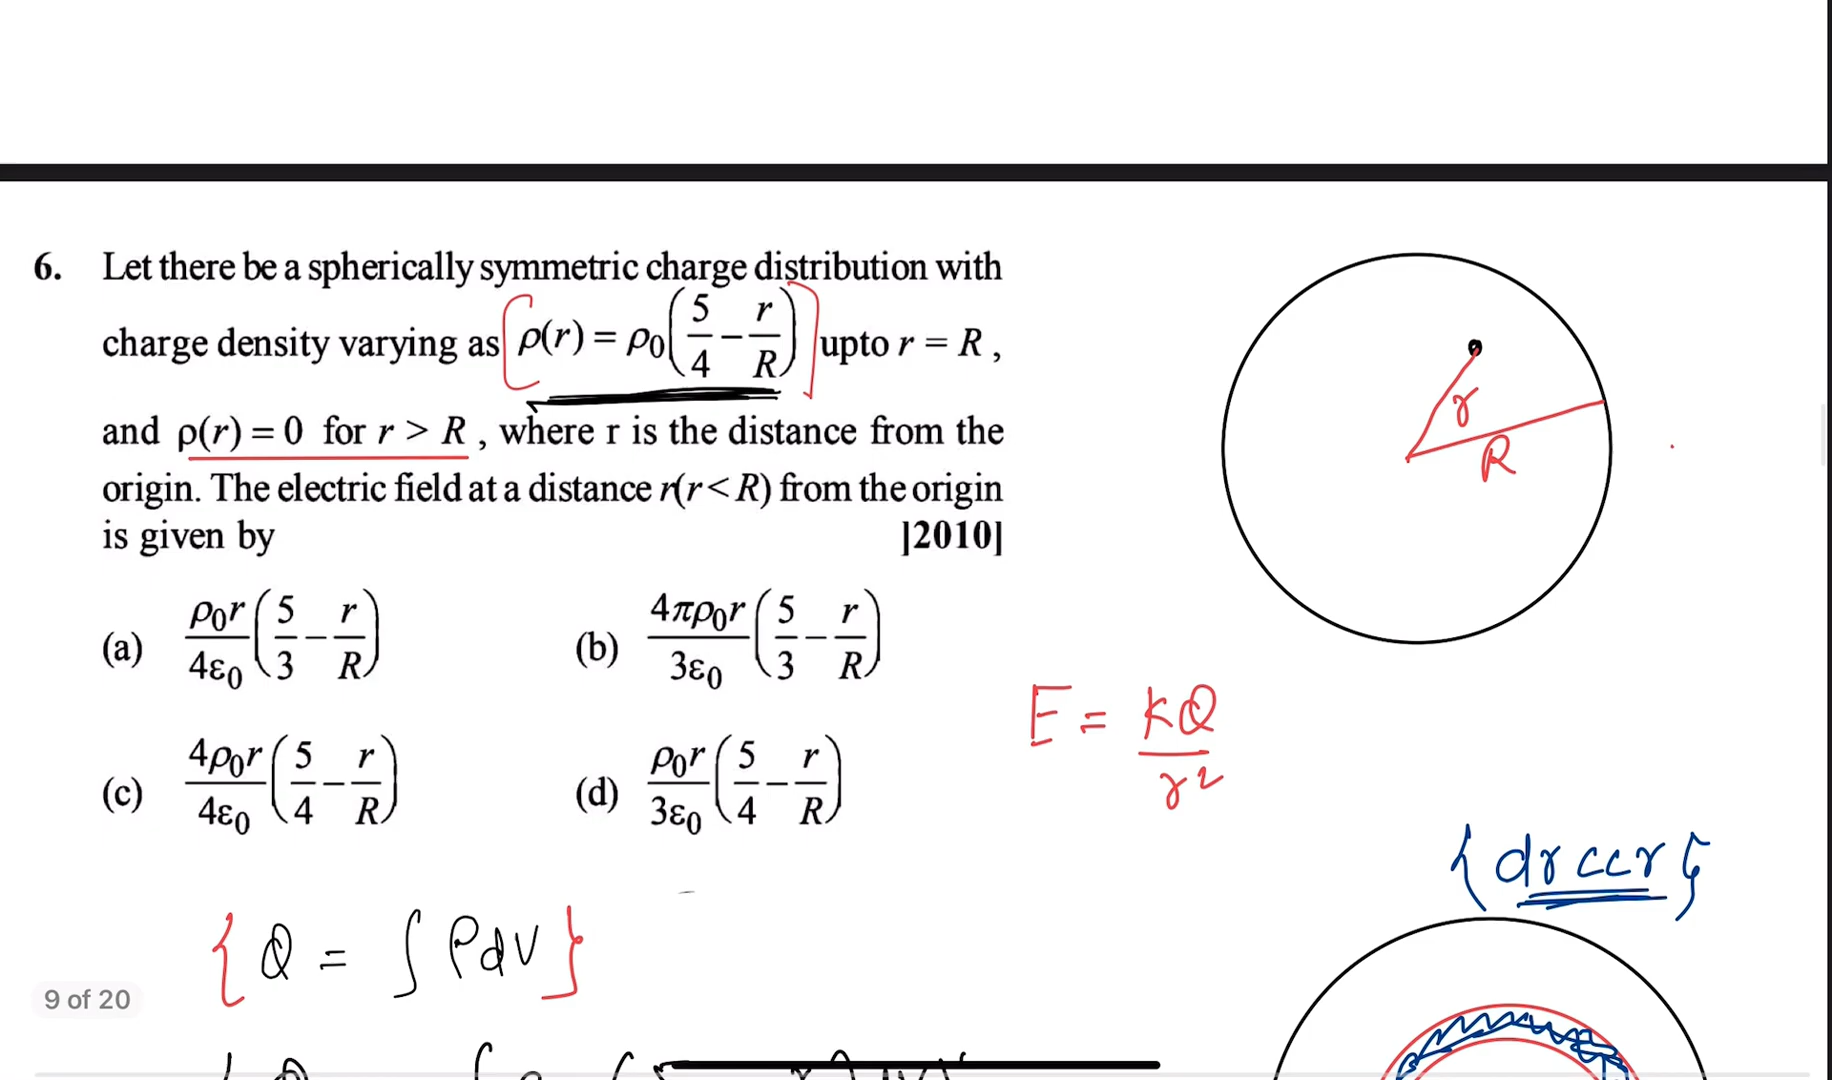 6. Let there be a spherically symmetric charge distribution with
charge density varying as ρ(r) = ρ₀(5/4 − r/R) upto r = R ,
and ρ(r) = 0 for r > R , where r is the distance from the
origin. The electric field at a distance r(r < R) from the origin
is given by ]2010]
(a) ρ₀r/4ε₀ (5/3 − r/R) (b) 4πρ₀r/3ε₀ (5/3 − r/R)
(c) 4ρ₀r/4ε₀ (5/4 − r/R) (d) ρ₀r/3ε₀ (5/4 − r/R)
r
R
E = kQ/r²
{dr<<r}
{Q = ∫ρdV}
9 of 20